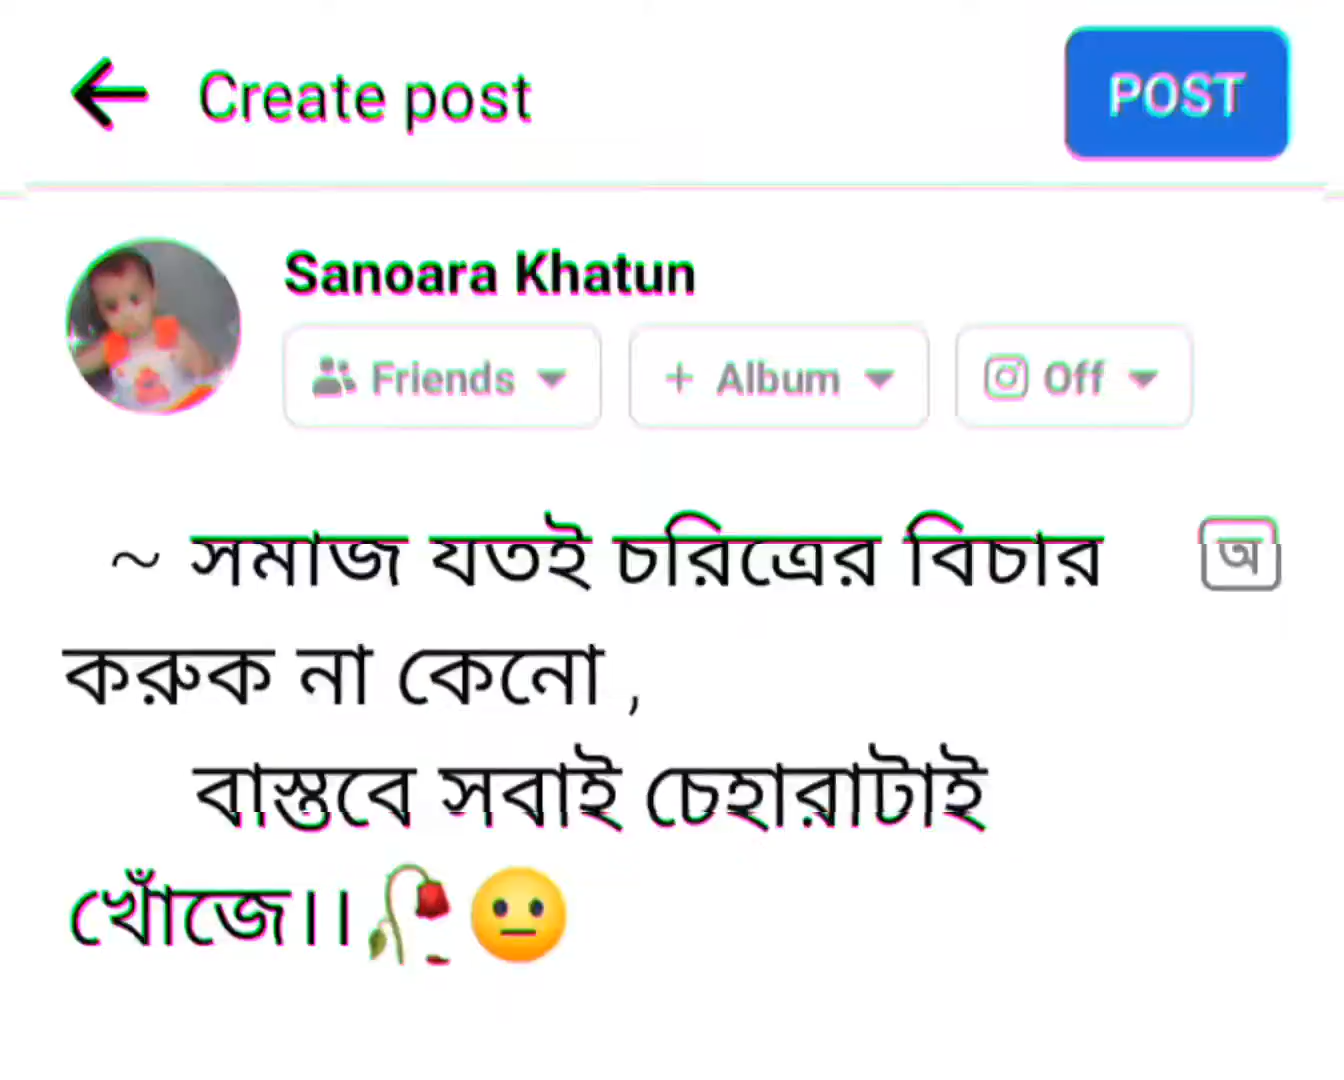 Create post
POST
Sanoara Khatun
Friends
+ Album
Off
~ সমাজ যতই চরিত্রের বিচার
অ
করুক না কেনো ,
বাস্তবে সবাই চেহারাটাই
খোঁজে।।🥀😐